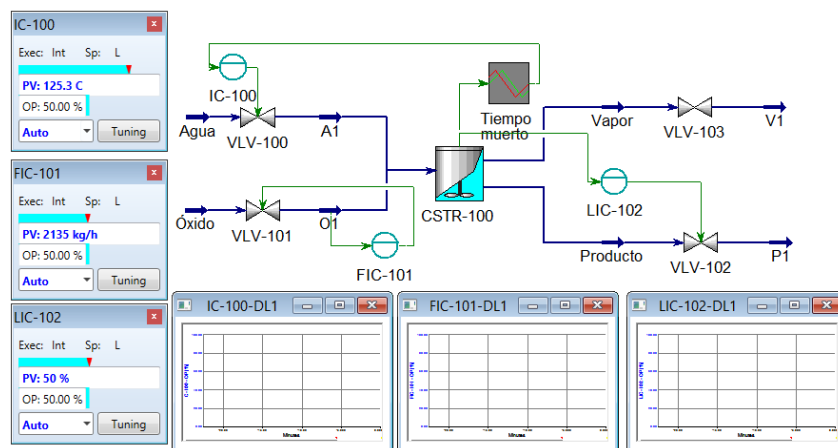 IC-100
x
Exec: Int Sp: L
PV: 125.3 C
OP: 50.00 %
Auto
Tuning
FIC-101
x
Exec: Int Sp: L
PV: 2135 kg/h
OP: 50.00 %
Auto
Tuning
LIC-102
x
Exec: Int Sp: L
PV: 50 %
OP: 50.00 %
Auto
Tuning
IC-100
Agua
VLV-100
A1
Tiempo
muerto
Vapor
VLV-103
V1
CSTR-100
LIC-102
Óxido
VLV-101
O1
FIC-101
Producto
VLV-102
P1
IC-100-DL1
Minutes
FIC-101-DL1
Minutes
LIC-102-DL1
Minutes